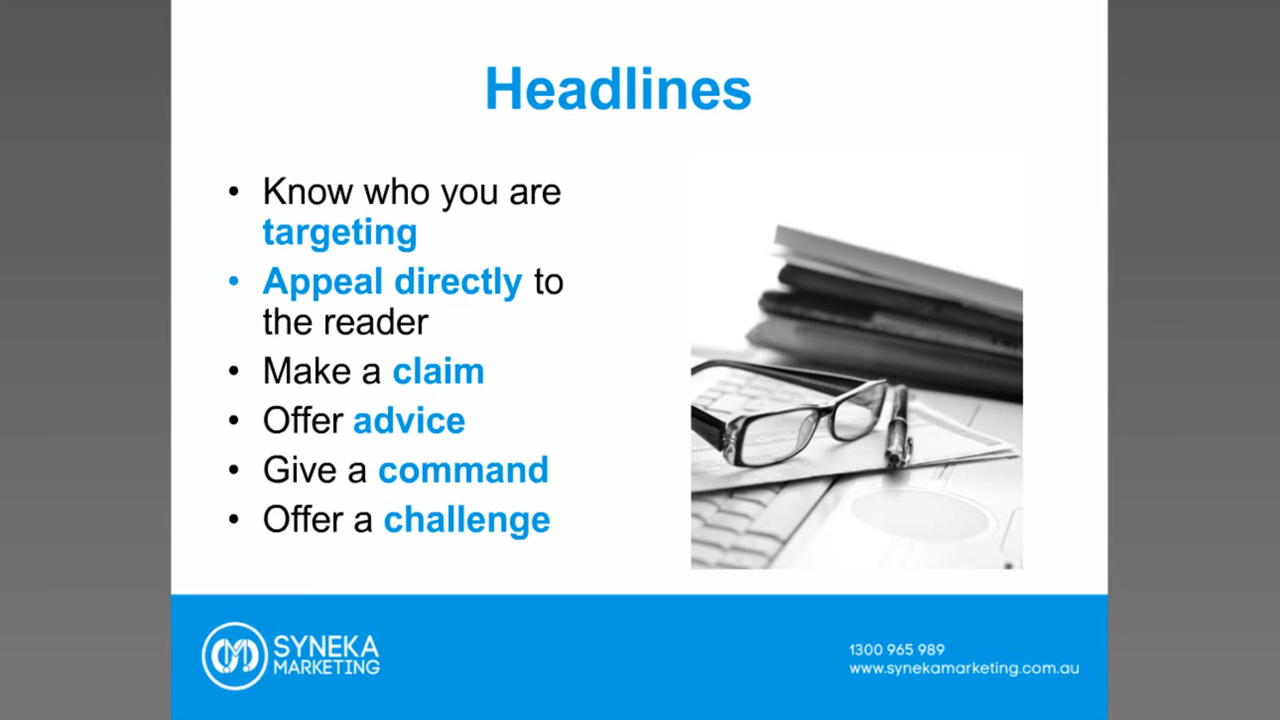 Headlines
• Know who you are
targeting
• Appeal directly to
the reader
• Make a claim
• Offer advice
• Give a command
• Offer a challenge
SYNEKA
MARKETING
1300 965 989
www.synekamarketing.com.au